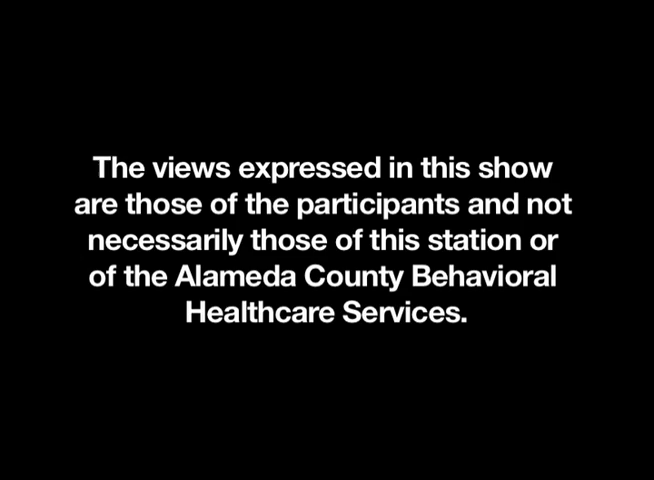 The views expressed in this show
are those of the participants and not
necessarily those of this station or
of the Alameda County Behavioral
Healthcare Services.